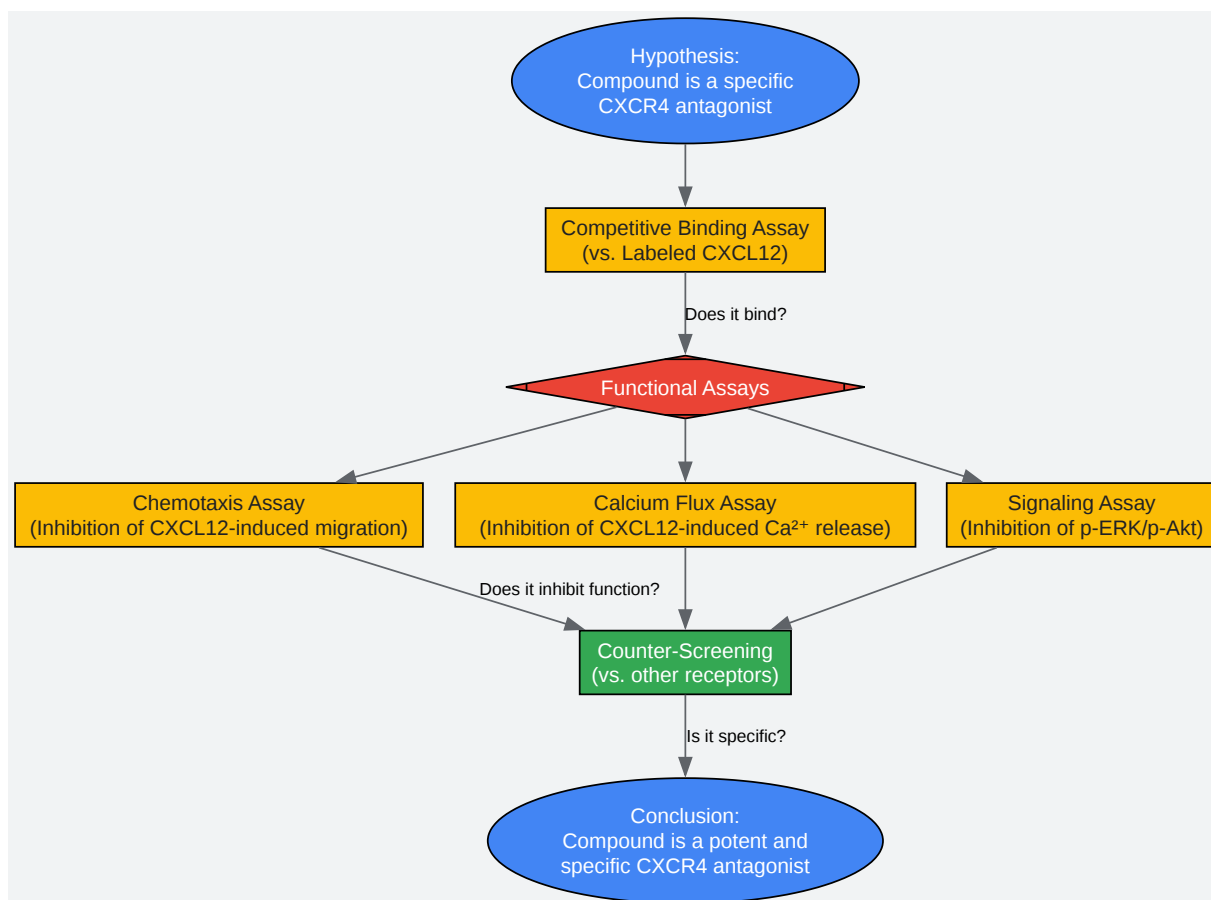 Hypothesis:
Compound is a specific
CXCR4 antagonist
Competitive Binding Assay
(vs. Labeled CXCL12)
Does it bind?
Functional Assays
Chemotaxis Assay
(Inhibition of CXCL12-induced migration)
Calcium Flux Assay
(Inhibition of CXCL12-induced Ca²⁺ release)
Signaling Assay
(Inhibition of p-ERK/p-Akt)
Does it inhibit function?
Counter-Screening
(vs. other receptors)
Is it specific?
Conclusion:
Compound is a potent and
specific CXCR4 antagonist